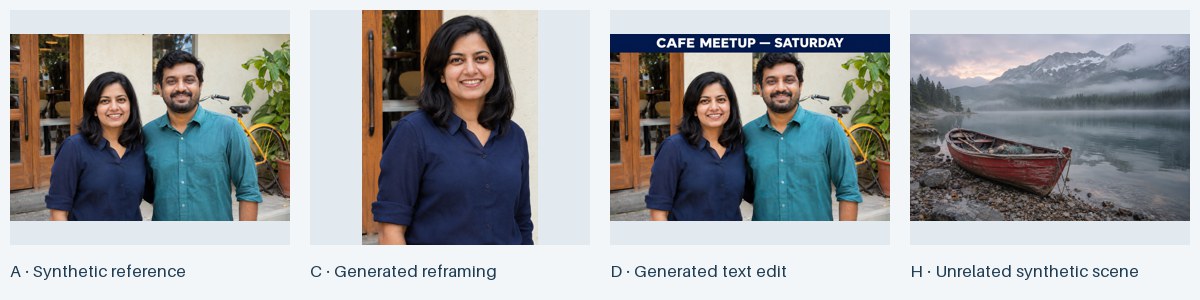 CAFE MEETUP — SATURDAY
A · Synthetic reference
C · Generated reframing
D · Generated text edit
H · Unrelated synthetic scene